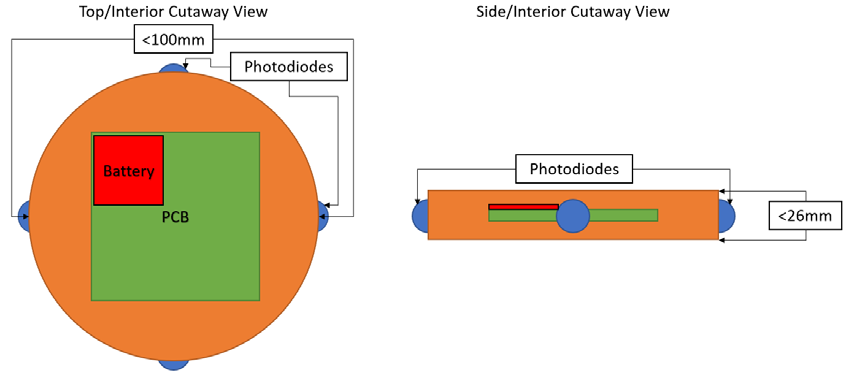 Top/Interior Cutaway View
<100mm
Photodiodes
Battery
PCB
Side/Interior Cutaway View
Photodiodes
<26mm